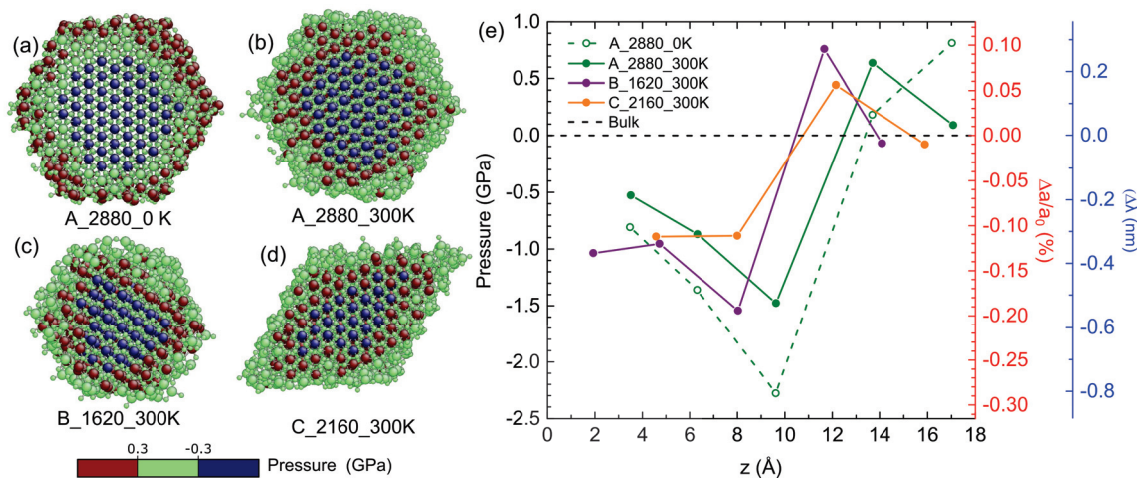 (a)
A_2880_0 K
(b)
A_2880_300K
(c)
B_1620_300K
(d)
C_2160_300K
0.3 -0.3
Pressure (GPa)
(e)
A_2880_0K
A_2880_300K
B_1620_300K
C_2160_300K
Bulk
Pressure (GPa)
1.0
0.5
0.0
-0.5
-1.0
-1.5
-2.0
-2.5
0 2 4 6 8 10 12 14 16 18
z (Å)
0.10
0.05
0.00
-0.05
-0.10
-0.15
-0.20
-0.25
-0.30
Δa/a0 (%)
0.2
0.0
-0.2
-0.4
-0.6
-0.8
(Δλ (nm)